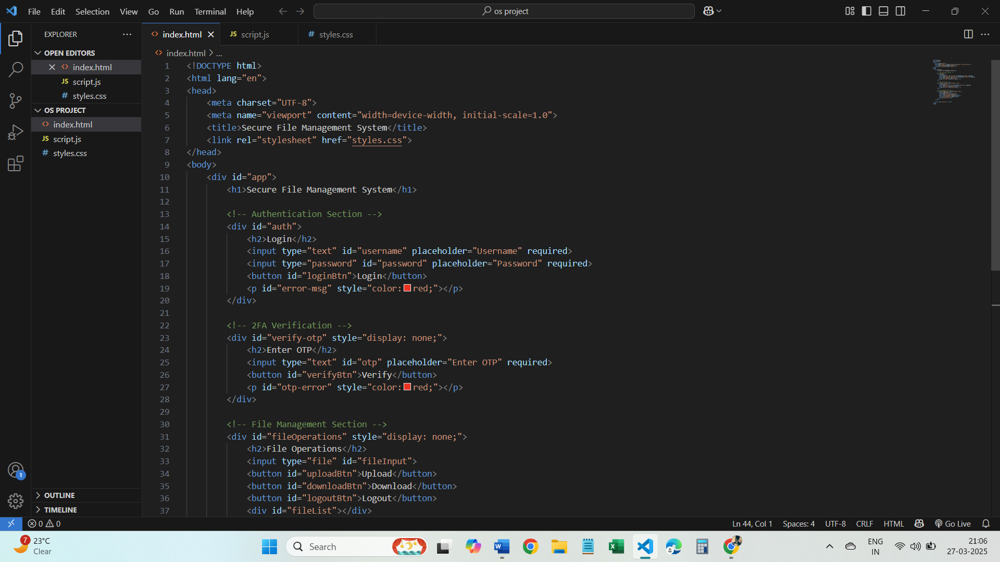 File Edit Selection View Go Run Terminal Help
os project
EXPLORER
OPEN EDITORS
index.html
JS script.js
# styles.css
OS PROJECT
index.html
JS script.js
# styles.css
OUTLINE
TIMELINE
index.html
JS script.js
# styles.css
index.html > ...
1 <!DOCTYPE html>
2 <html lang="en">
3 <head>
4 <meta charset="UTF-8">
5 <meta name="viewport" content="width=device-width, initial-scale=1.0">
6 <title>Secure File Management System</title>
7 <link rel="stylesheet" href="styles.css">
8 </head>
9 <body>
10 <div id="app">
11 <h1>Secure File Management System</h1>
12
13 <!-- Authentication Section -->
14 <div id="auth">
15 <h2>Login</h2>
16 <input type="text" id="username" placeholder="Username" required>
17 <input type="password" id="password" placeholder="Password" required>
18 <button id="loginBtn">Login</button>
19 <p id="error-msg" style="color:red;"></p>
20 </div>
21
22 <!-- 2FA Verification -->
23 <div id="verify-otp" style="display: none;">
24 <h2>Enter OTP</h2>
25 <input type="text" id="otp" placeholder="Enter OTP" required>
26 <button id="verifyBtn">Verify</button>
27 <p id="otp-error" style="color:red;"></p>
28 </div>
29
30 <!-- File Management Section -->
31 <div id="fileOperations" style="display: none;">
32 <h2>File Operations</h2>
33 <input type="file" id="fileInput">
34 <button id="uploadBtn">Upload</button>
35 <button id="downloadBtn">Download</button>
36 <button id="logoutBtn">Logout</button>
37 <div id="fileList"></div>
1
0 0
Ln 44, Col 1 Spaces: 4 UTF-8 CRLF HTML Go Live
7
23°C
Clear
Search
ENG
IN
21:06
27-03-2025